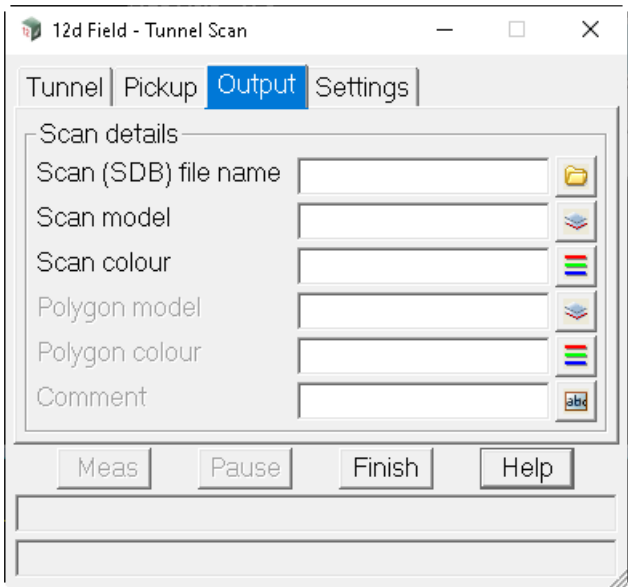 12d Field - Tunnel Scan
Tunnel Pickup Output Settings
Scan details
Scan (SDB) file name
Scan model
Scan colour
Polygon model
Polygon colour
Comment
abc
Meas Pause Finish Help